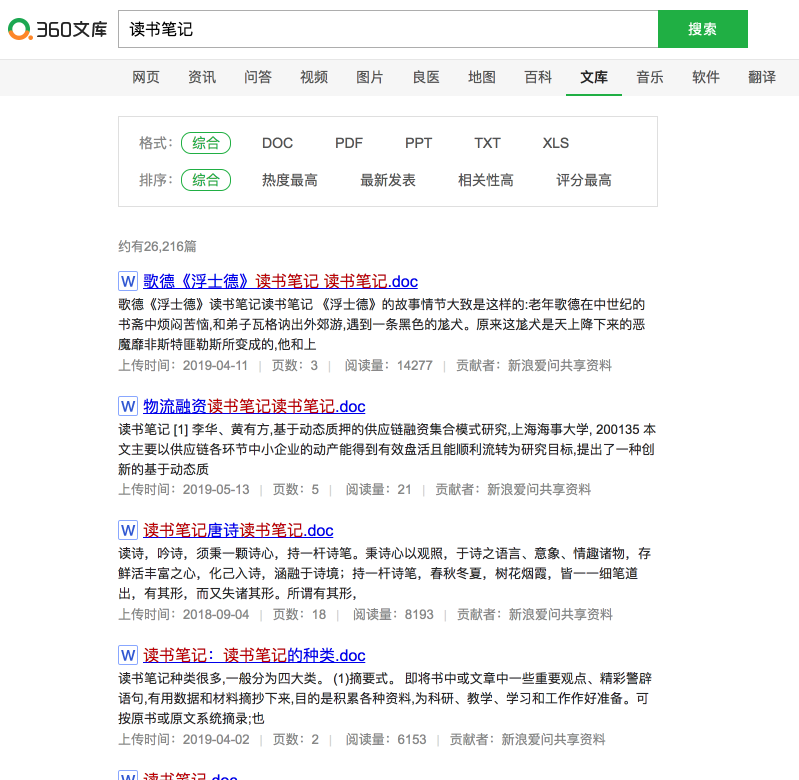 360文库
读书笔记
搜索
网页 资讯 问答 视频 图片 良医 地图 百科 文库 音乐 软件 翻译
格式： 综合 DOC PDF PPT TXT XLS
排序： 综合 热度最高 最新发表 相关性高 评分最高
约有26,216篇
W 歌德《浮士德》读书笔记 读书笔记.doc
歌德《浮士德》读书笔记读书笔记 《浮士德》的故事情节大致是这样的:老年歌德在中世纪的
书斋中烦闷苦恼,和弟子瓦格讷出外郊游,遇到一条黑色的尨犬。原来这尨犬是天上降下来的恶
魔靡非斯特匪勒斯所变成的,他和上
上传时间：2019-04-11 | 页数：3 | 阅读量：14277 | 贡献者：新浪爱问共享资料
W 物流融资读书笔记读书笔记.doc
读书笔记 [1] 李华、黄有方,基于动态质押的供应链融资集合模式研究,上海海事大学, 200135 本
文主要以供应链各环节中小企业的动产能得到有效盘活且能顺利流转为研究目标,提出了一种创
新的基于动态质
上传时间：2019-05-13 | 页数：5 | 阅读量：21 | 贡献者：新浪爱问共享资料
W 读书笔记唐诗读书笔记.doc
读诗，吟诗，须秉一颗诗心，持一杆诗笔。秉诗心以观照，于诗之语言、意象、情趣诸物，存
鲜活丰富之心，化己入诗，涵融于诗境；持一杆诗笔，春秋冬夏，树花烟霞，皆一一细笔道
出，有其形，而又失诸其形。所谓有其形，
上传时间：2018-09-04 | 页数：18 | 阅读量：8193 | 贡献者：新浪爱问共享资料
W 读书笔记：读书笔记的种类.doc
读书笔记种类很多,一般分为四大类。 (1)摘要式。 即将书中或文章中一些重要观点、精彩警辟
语句,有用数据和材料摘抄下来,目的是积累各种资料,为科研、教学、学习和工作作好准备。可
按原书或原文系统摘录;也
上传时间：2019-04-02 | 页数：2 | 阅读量：6153 | 贡献者：新浪爱问共享资料
W 读书笔记.doc